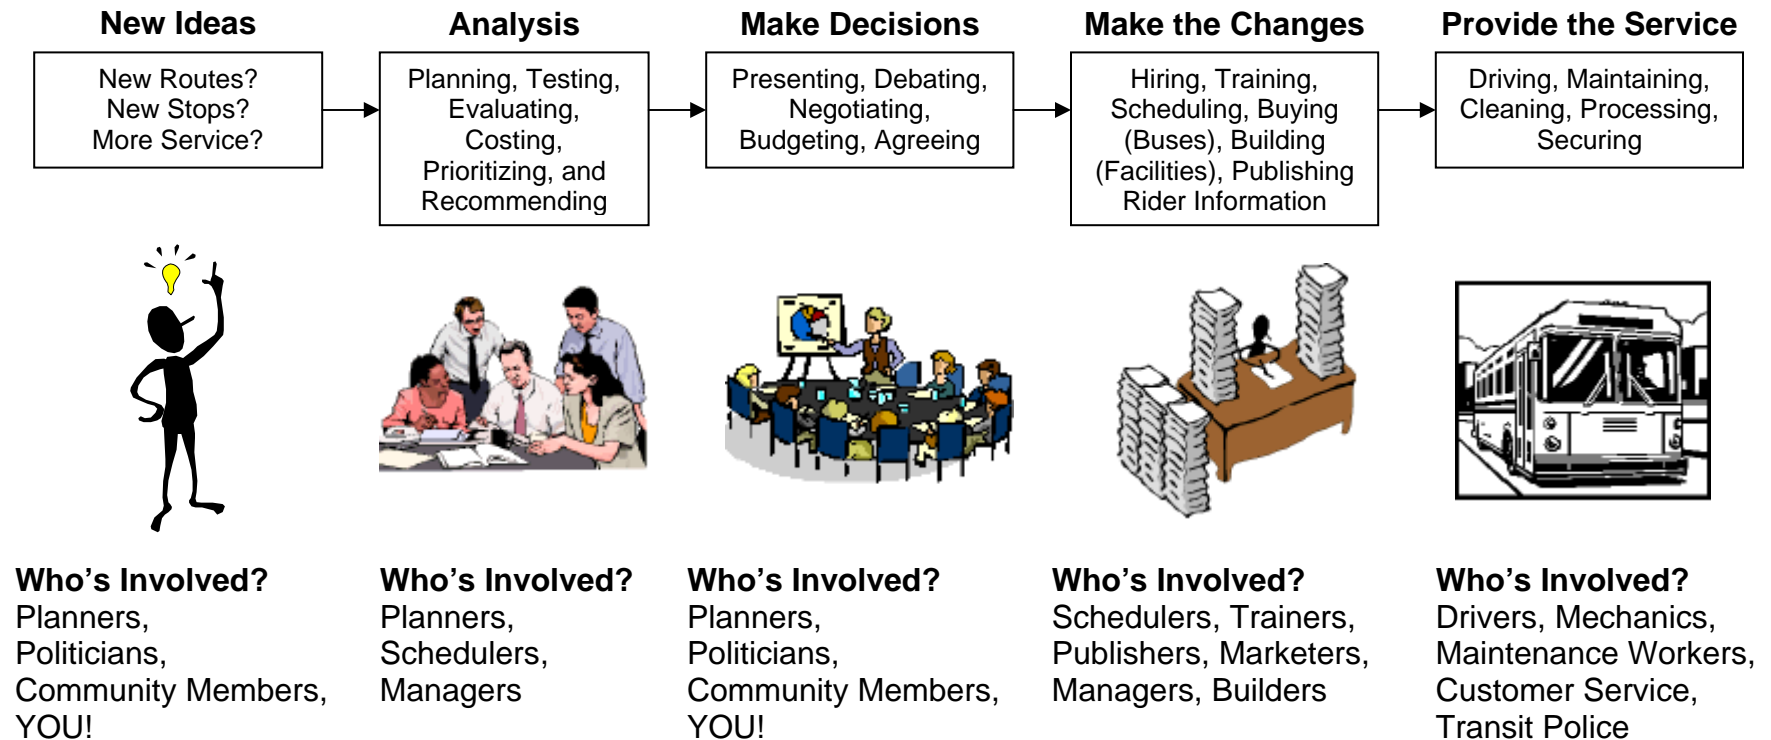 New Ideas
New Routes?
New Stops?
More Service?
Who's Involved?
Planners,
Politicians,
Community Members,
YOU!
Analysis
Planning, Testing,
Evaluating,
Costing,
Prioritizing, and
Recommending
Who's Involved?
Planners,
Schedulers,
Managers
Make Decisions
Presenting, Debating,
Negotiating,
Budgeting, Agreeing
Who's Involved?
Planners,
Politicians,
Community Members,
YOU!
Make the Changes
Hiring, Training,
Scheduling, Buying
(Buses), Building
(Facilities), Publishing
Rider Information
Who's Involved?
Schedulers, Trainers,
Publishers, Marketers,
Managers, Builders
Provide the Service
Driving, Maintaining,
Cleaning, Processing,
Securing
Who's Involved?
Drivers, Mechanics,
Maintenance Workers,
Customer Service,
Transit Police